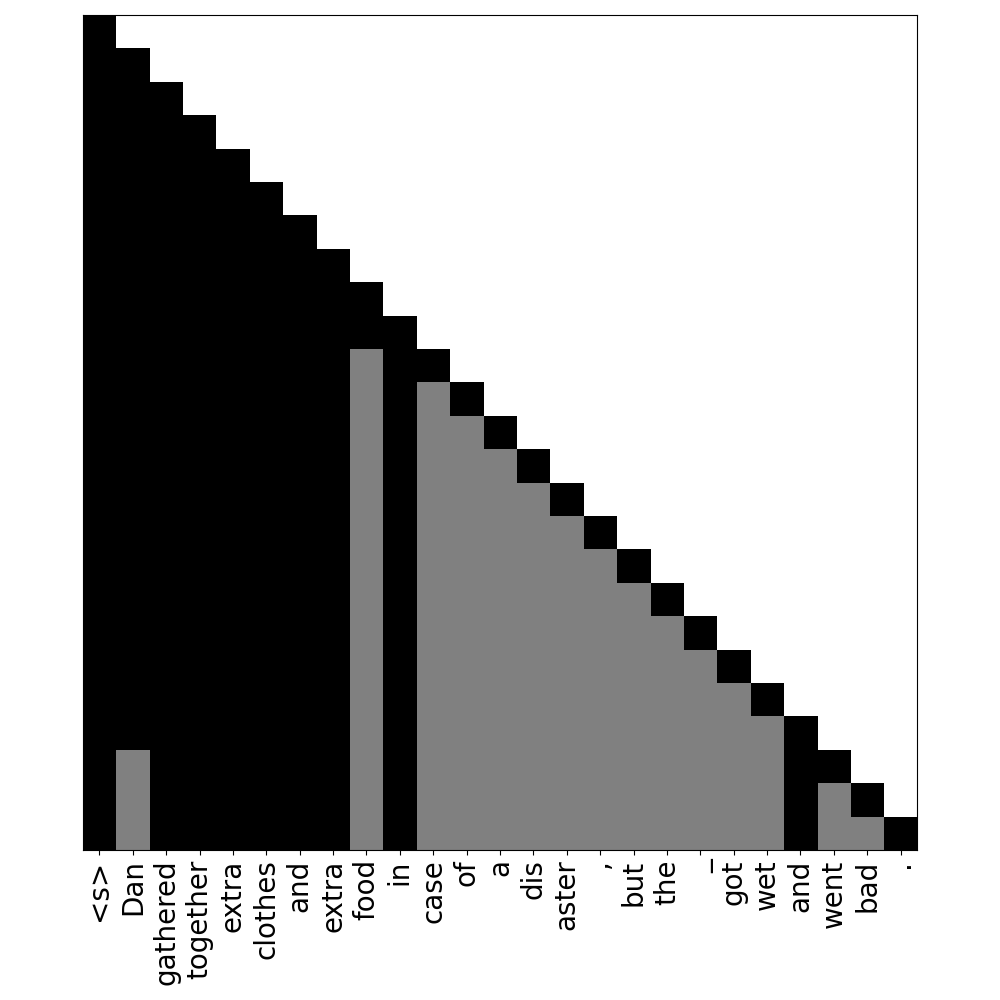 <s> Dan gathered together extra clothes and extra food in case of a dis aster , but the _ got wet and went bad .